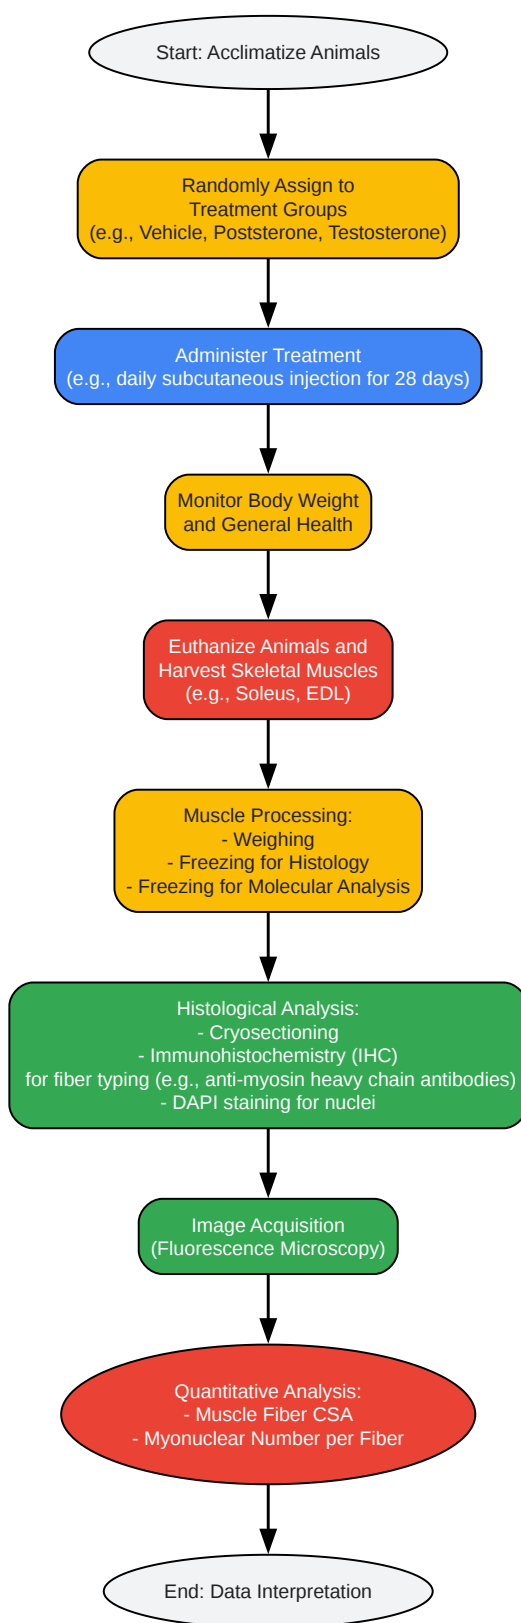 Start: Acclimatize Animals
Randomly Assign to
Treatment Groups
(e.g., Vehicle, Poststerone, Testosterone)
Administer Treatment
(e.g., daily subcutaneous injection for 28 days)
Monitor Body Weight
and General Health
Euthanize Animals and
Harvest Skeletal Muscles
(e.g., Soleus, EDL)
Muscle Processing:
- Weighing
- Freezing for Histology
- Freezing for Molecular Analysis
Histological Analysis:
- Cryosectioning
- Immunohistochemistry (IHC)
for fiber typing (e.g., anti-myosin heavy chain antibodies)
- DAPI staining for nuclei
Image Acquisition
(Fluorescence Microscopy)
Quantitative Analysis:
- Muscle Fiber CSA
- Myonuclear Number per Fiber
End: Data Interpretation